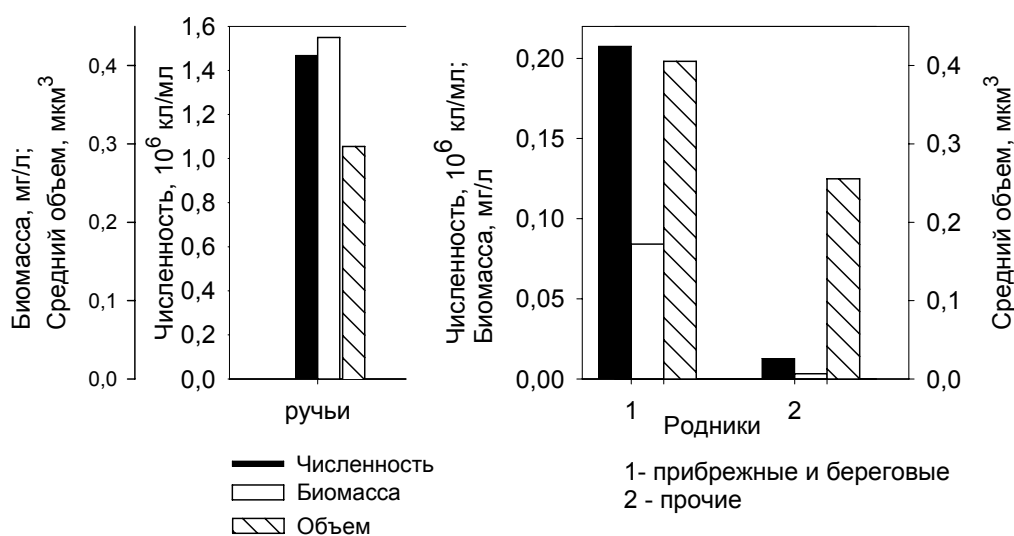 Биомасса, мг/л;
Средний объем, мкм³
0,4
0,3
0,2
0,1
0,0
Численность, 10⁶ кл/мл
1,6
1,4
1,2
1,0
1,8
1,6
0,4
0,2
0,0
ручьи
Численность, 10⁶ кл/мл;
Биомасса, мг/л
0,20
0,15
0,10
0,05
0,00
1
2
Родники
0,4
0,3
0,2
0,1
0,0
Средний объем, мкм³
Численность
Биомасса
Объем
1- прибрежные и береговые
2 - прочие